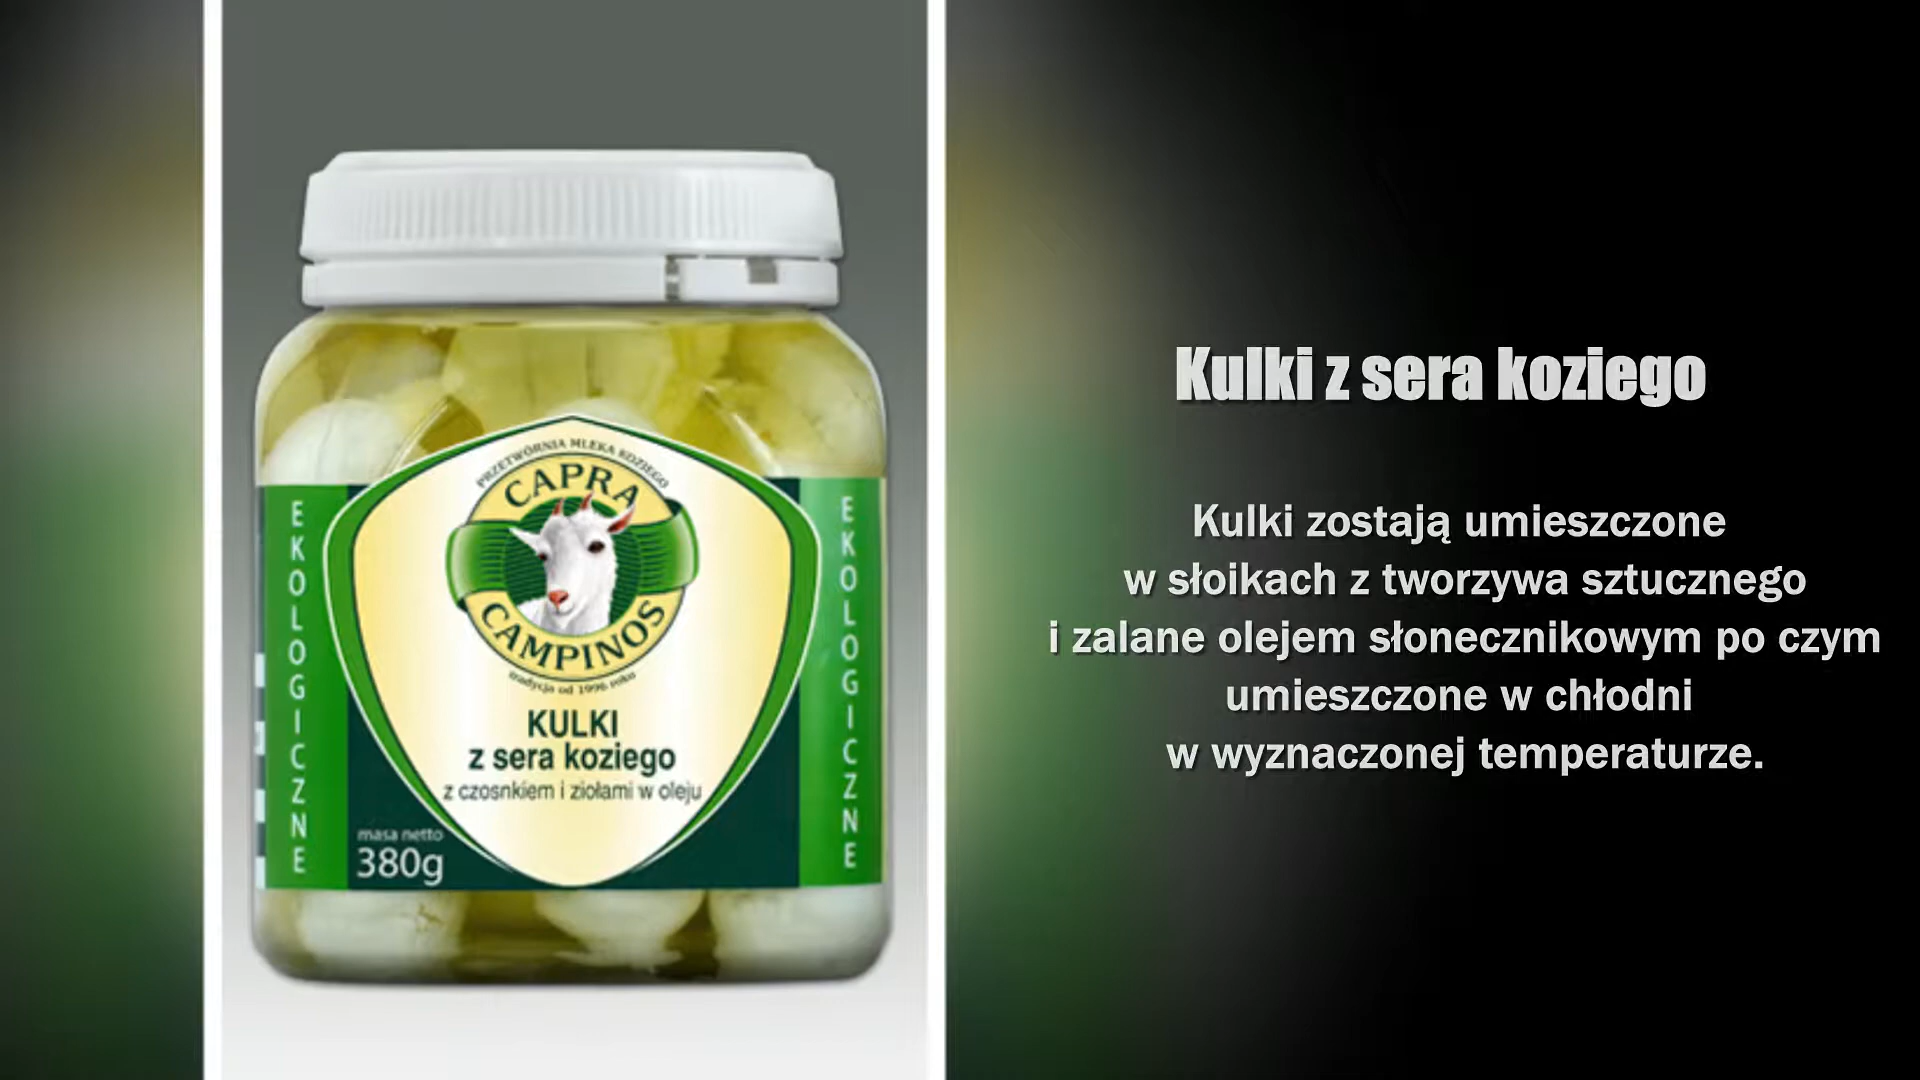 PRZETWÓRNIA MLEKA KOZIEGO
CAPRA
CAMPINOS
tradycja od 1996 roku
KULKI
z sera koziego
z czosnkiem i ziołami w oleju
masa netto
380g
EKOLOGICZNE
EKOLOGICZNE
Kulki z sera koziego
Kulki zostają umieszczone
w słoikach z tworzywa sztucznego
i zalane olejem słonecznikowym po czym
umieszczone w chłodni
w wyznaczonej temperaturze.